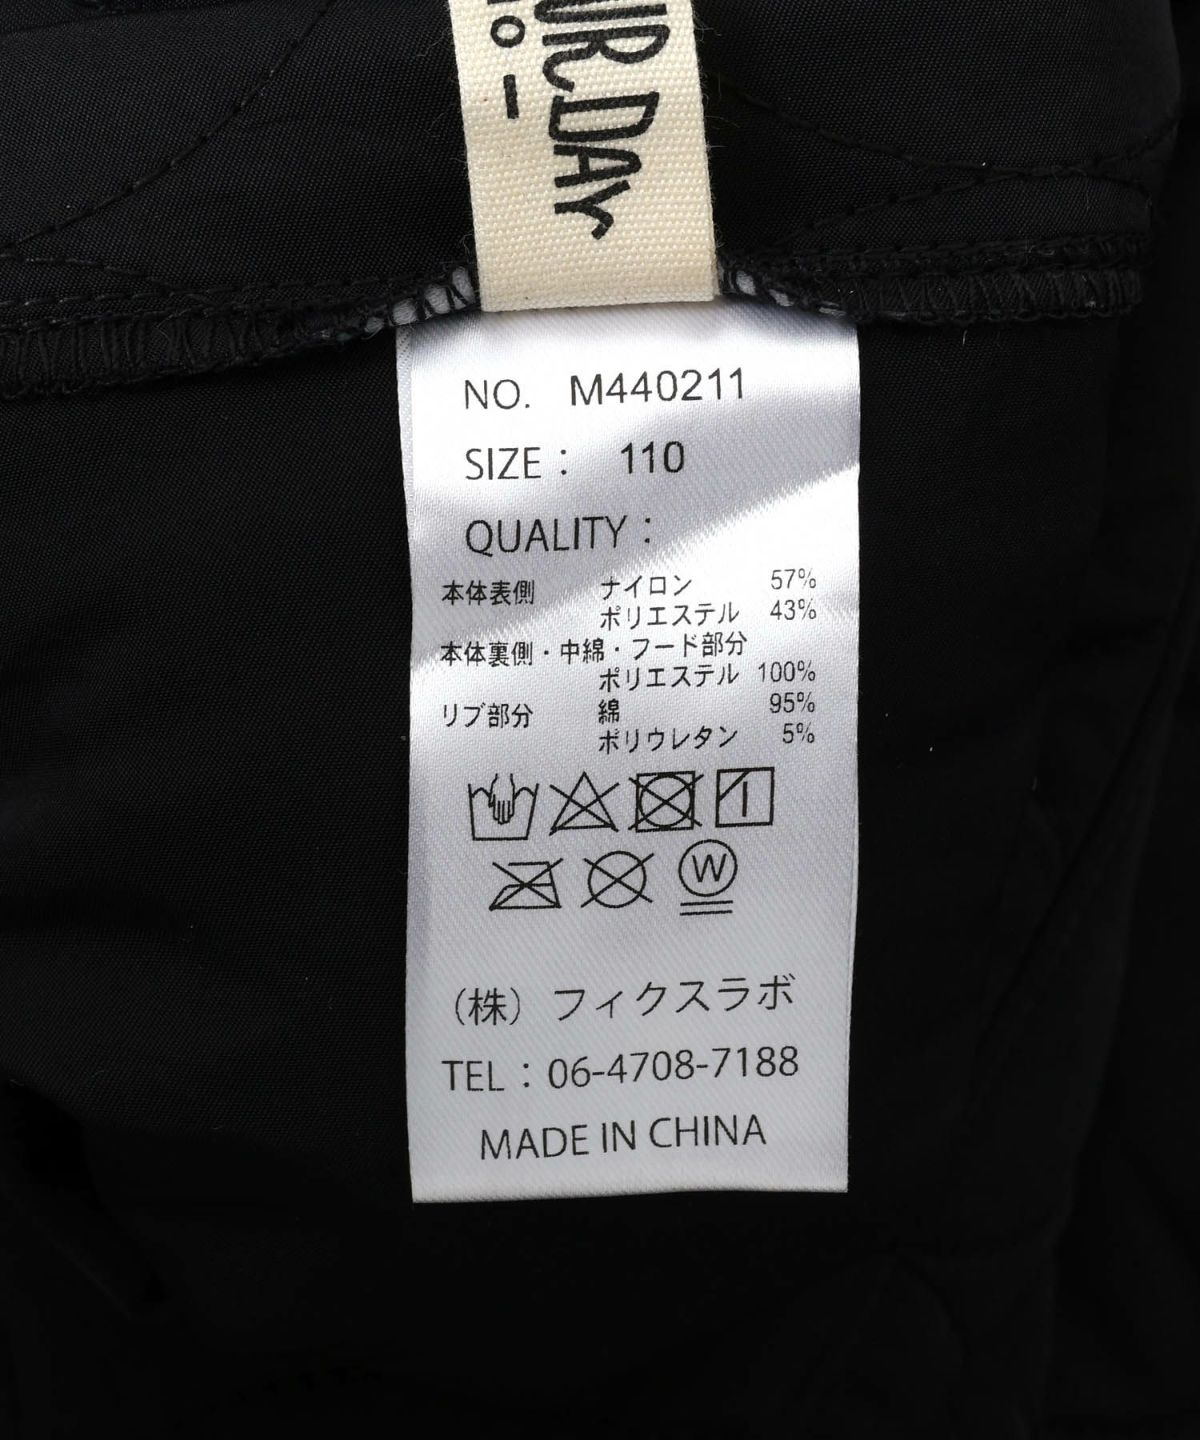 DAY
NO. M440211
SIZE： 110
QUALITY：
本体表側 ナイロン 57%
ポリエステル 43%
本体裏側・中綿・フード部分
ポリエステル 100%
リブ部分 綿 95%
ポリウレタン 5%
W
（株）フィクスラボ
TEL：06-4708-7188
MADE IN CHINA